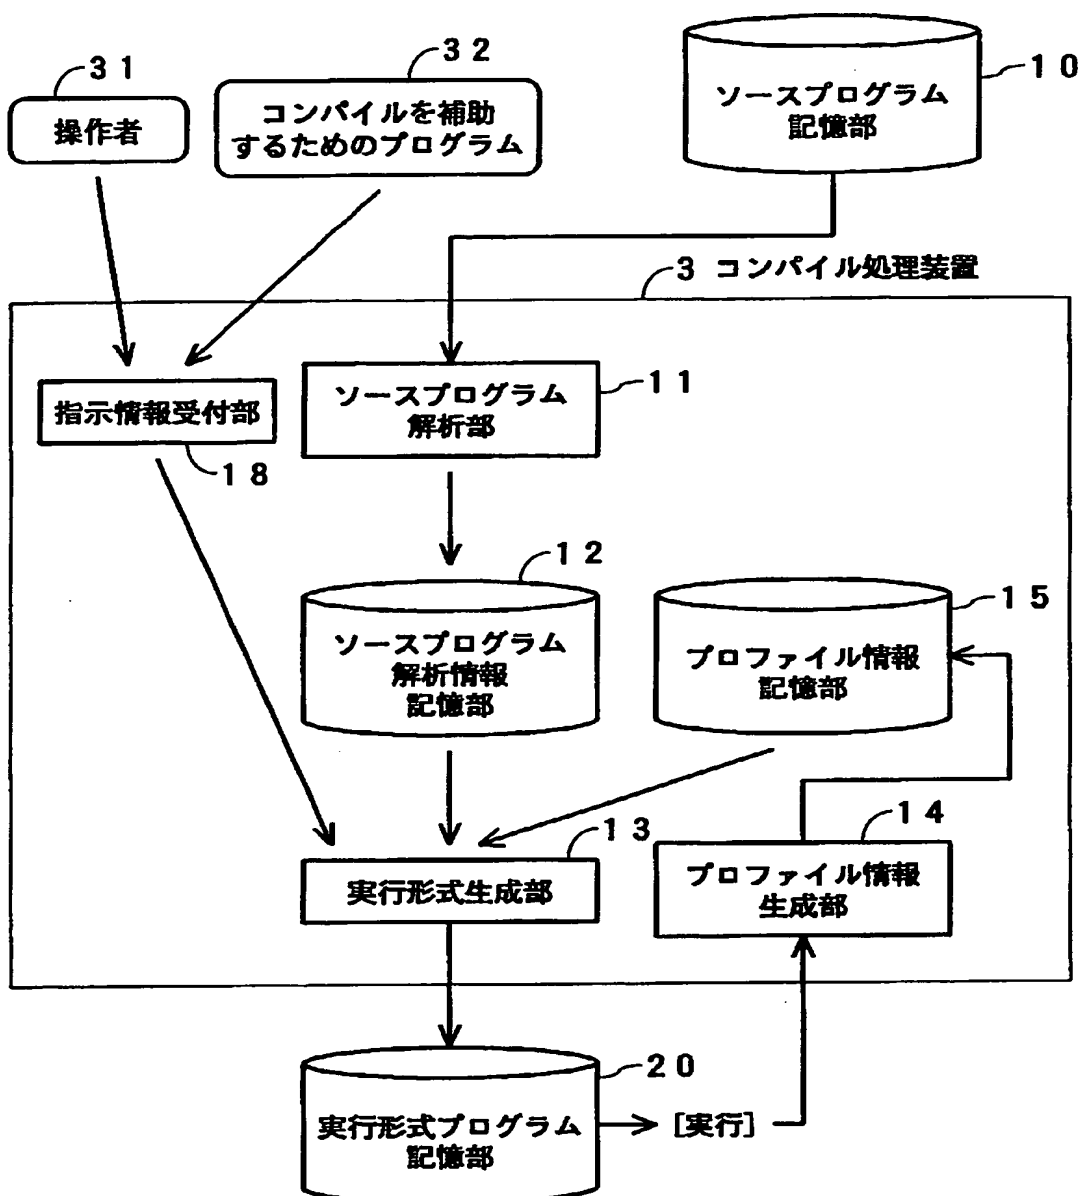 31
操作者
32
コンパイルを補助
するためのプログラム
10
ソースプログラム
記憶部
3 コンパイル処理装置
指示情報受付部
18
11
ソースプログラム
解析部
12
ソースプログラム
解析情報
記憶部
15
プロファイル情報
記憶部
13
実行形式生成部
14
プロファイル情報
生成部
20
実行形式プログラム
記憶部
[実行]